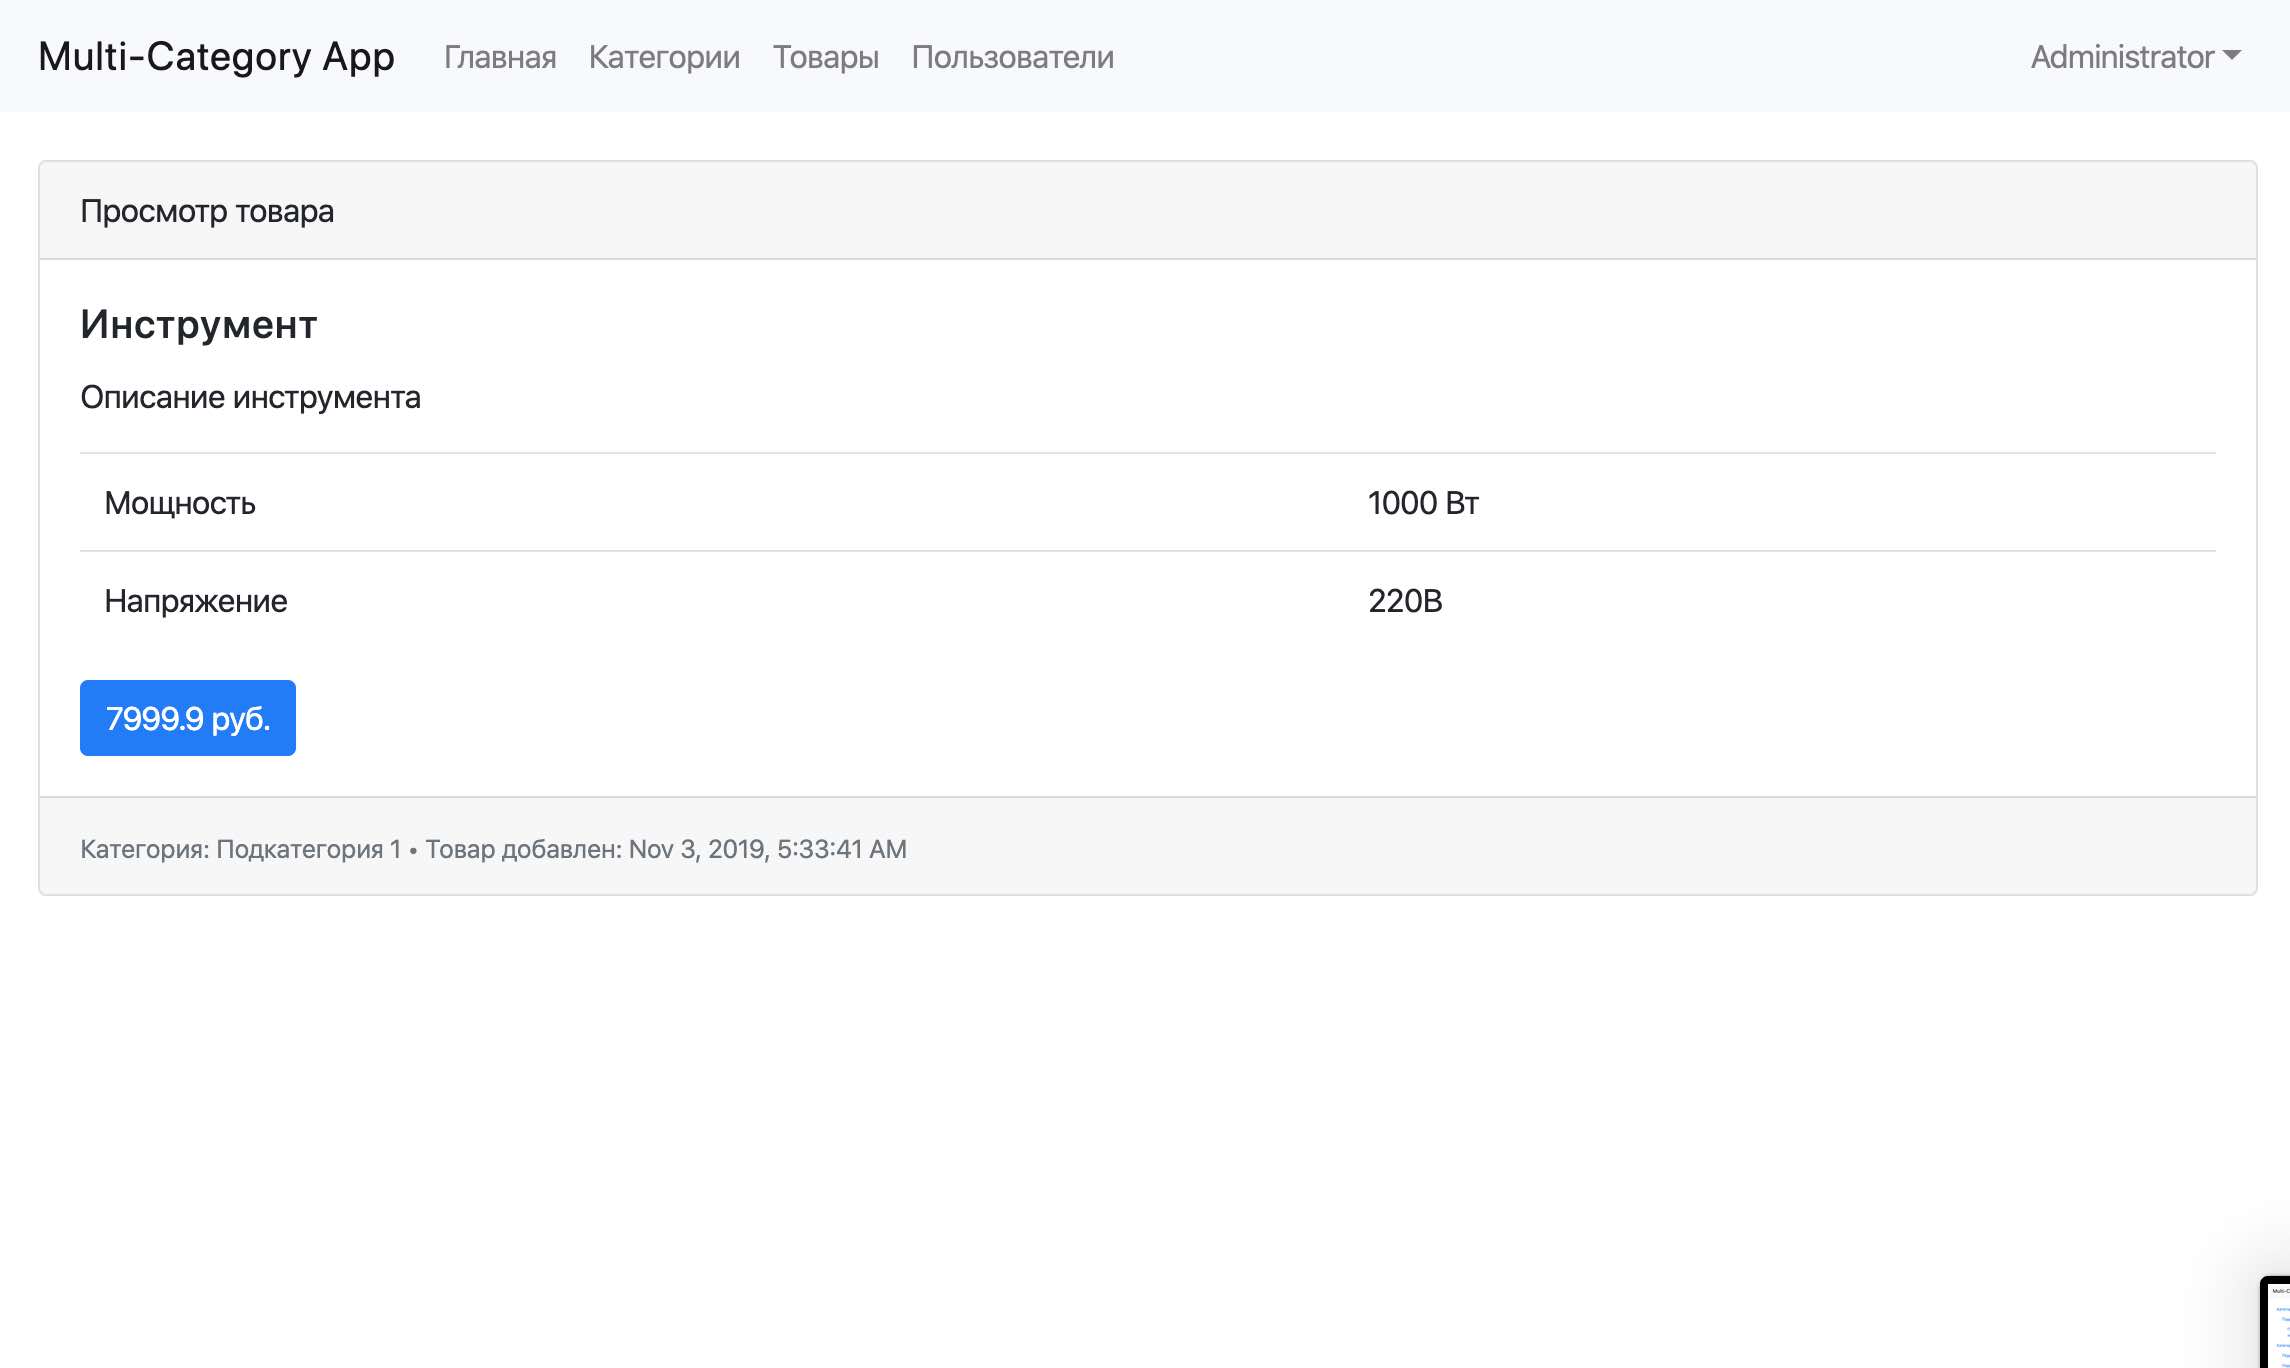 Multi-Category App Главная Категории Товары Пользователи Administrator
Просмотр товара
Инструмент
Описание инструмента
Мощность 1000 Вт
Напряжение 220В
7999.9 руб.
Категория: Подкатегория 1 • Товар добавлен: Nov 3, 2019, 5:33:41 AM